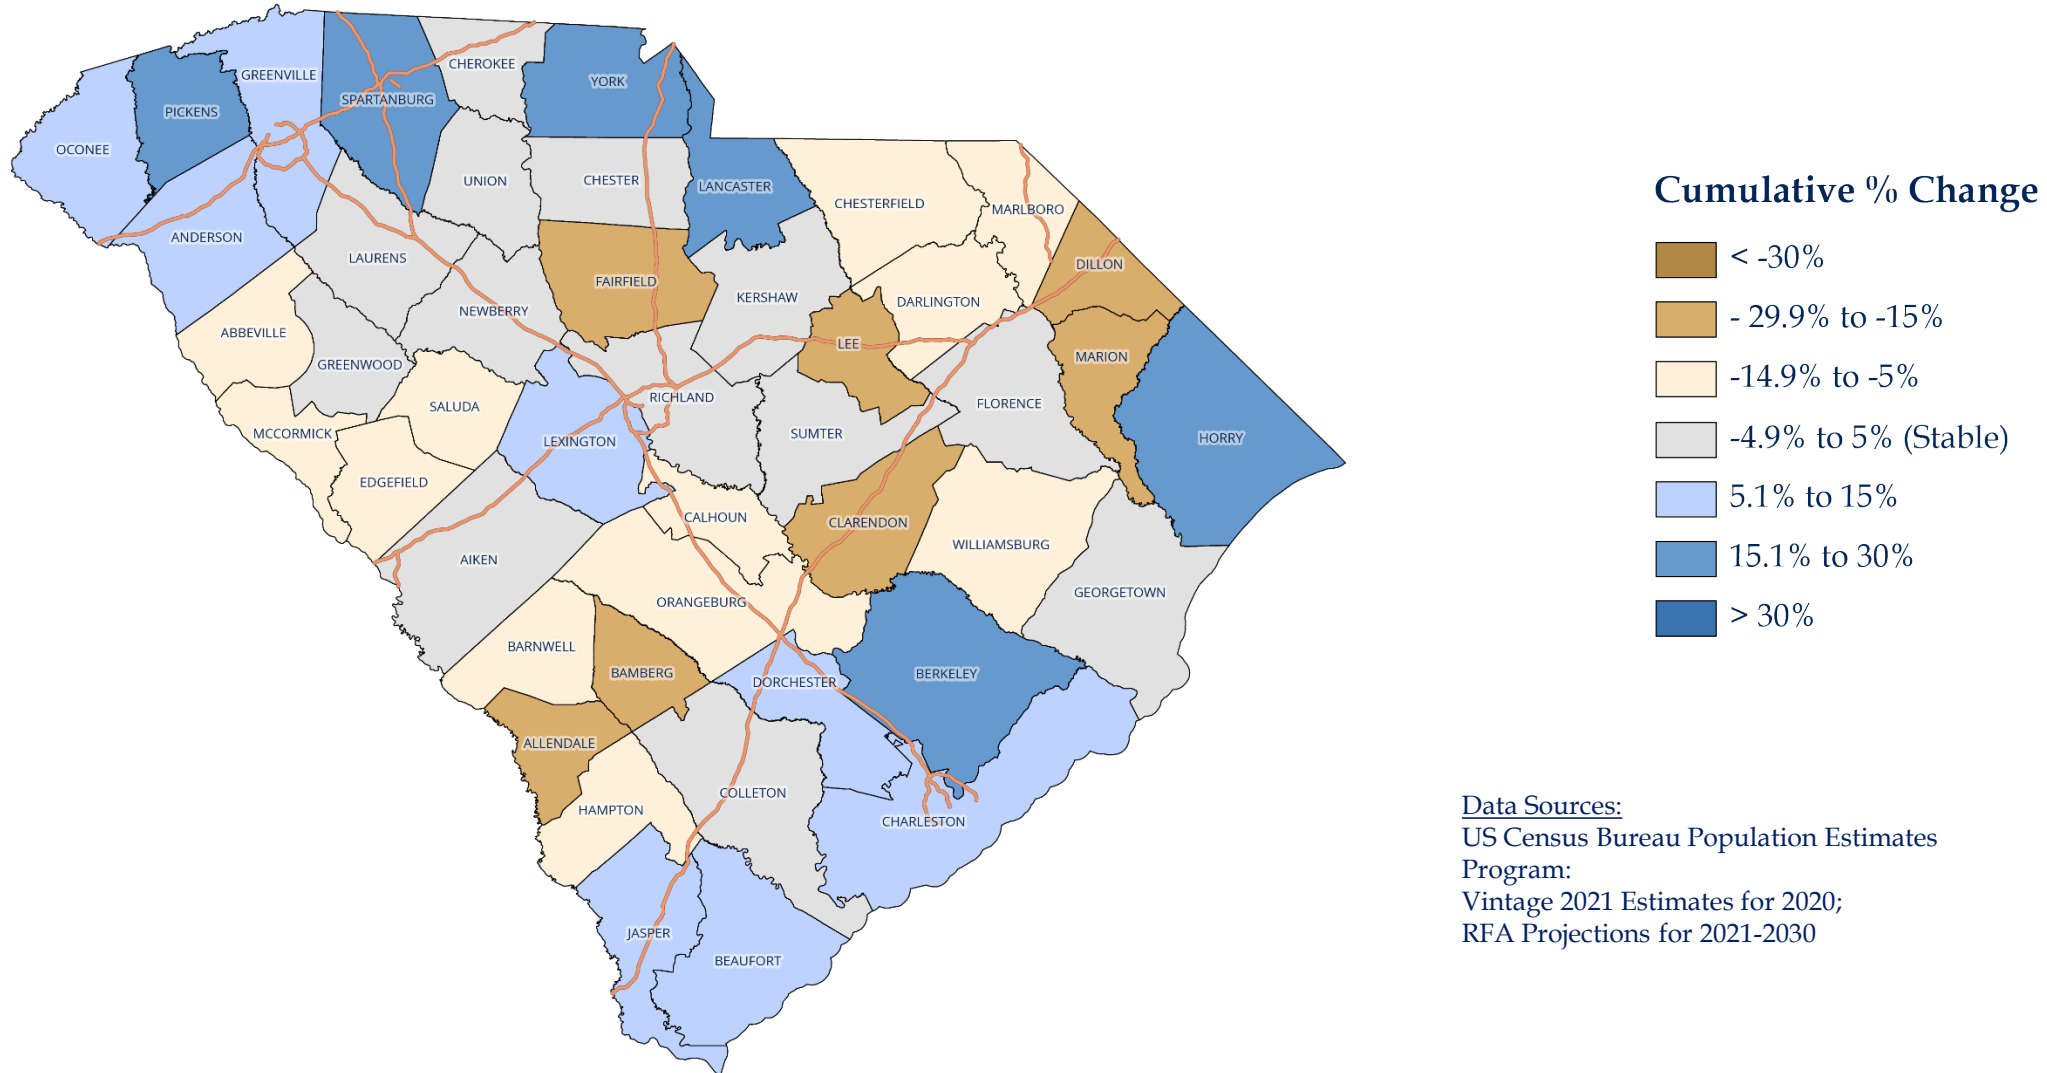 CHEROKEE
GREENVILLE
YORK
SPARTANBURG
PICKENS
OCONEE
UNION
CHESTER
LANCASTER
CHESTERFIELD
MARLBORO
ANDERSON
LAURENS
DILLON
FAIRFIELD
KERSHAW
DARLINGTON
NEWBERRY
ABBEVILLE
LEE
MARION
GREENWOOD
RICHLAND
SALUDA
FLORENCE
MCCORMICK
SUMTER
LEXINGTON
HORRY
EDGEFIELD
CALHOUN
CLARENDON
WILLIAMSBURG
AIKEN
GEORGETOWN
ORANGEBURG
BARNWELL
BAMBERG
BERKELEY
DORCHESTER
ALLENDALE
COLLETON
HAMPTON
CHARLESTON
JASPER
BEAUFORT
Cumulative % Change
< -30%
- 29.9% to -15%
-14.9% to -5%
-4.9% to 5% (Stable)
5.1% to 15%
15.1% to 30%
> 30%
Data Sources:
US Census Bureau Population Estimates
Program:
Vintage 2021 Estimates for 2020;
RFA Projections for 2021-2030